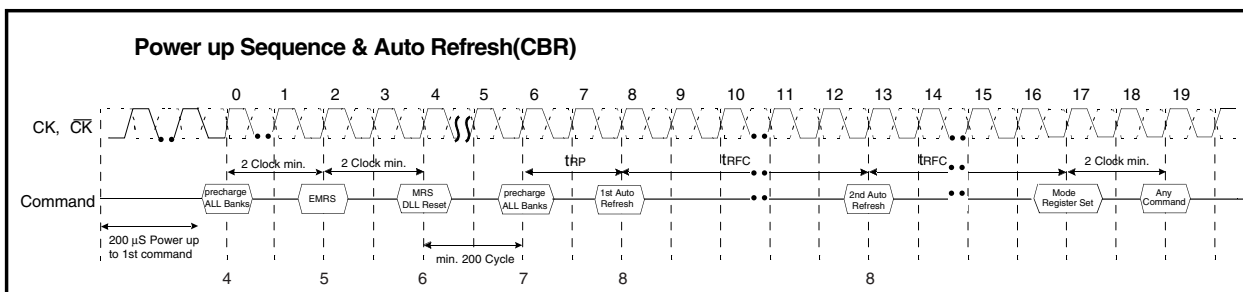 Power up Sequence & Auto Refresh(CBR)
0 1 2 3 4 5 6 7 8 9 10 11 12 13 14 15 16 17 18 19
CK, C̅K̅
2 Clock min. 2 Clock min. tRP tRFC tRFC 2 Clock min.
Command
precharge
ALL Banks
EMRS
MRS
DLL Reset
precharge
ALL Banks
1st Auto
Refresh
2nd Auto
Refresh
Mode
Register Set
Any
Command
200 µS Power up
to 1st command
min. 200 Cycle
4 5 6 7 8 8